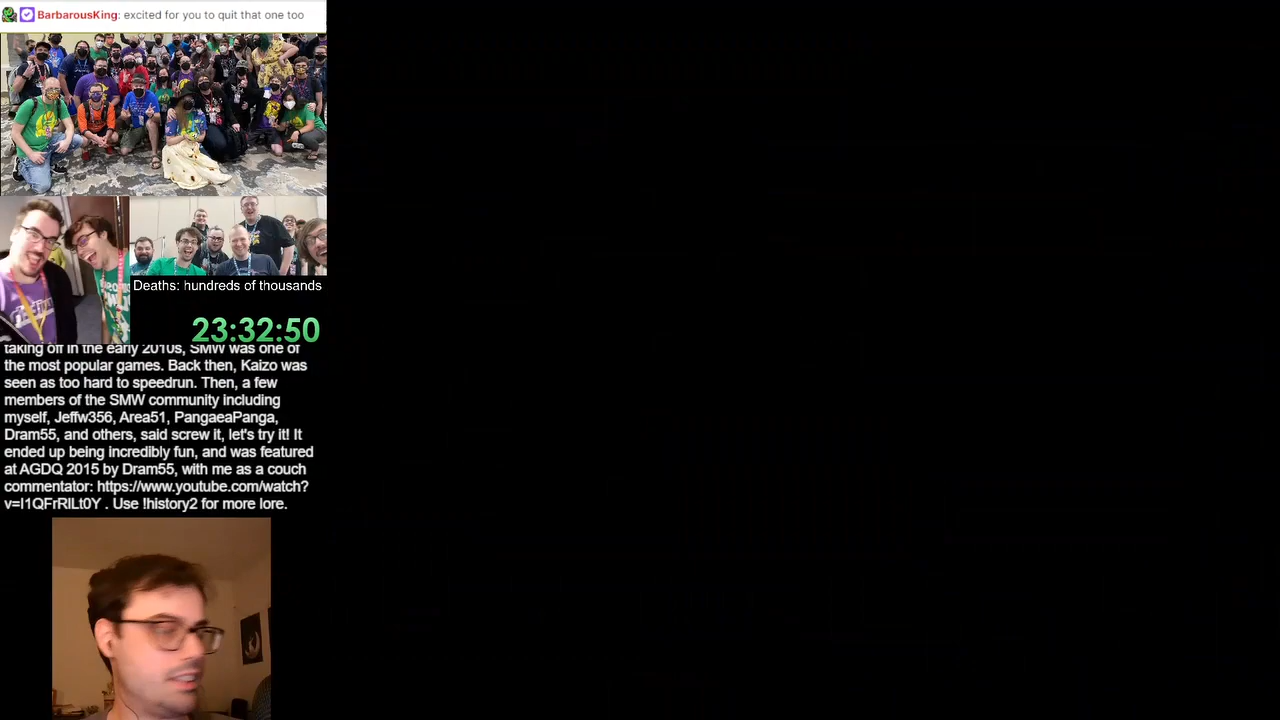 BarbarousKing: excited for you to quit that one too
Deaths: hundreds of thousands
23:32:50
taking off in the early 2010s, SMW was one of
the most popular games. Back then, Kaizo was
seen as too hard to speedrun. Then, a few
members of the SMW community including
myself, Jeffw356, Area51, PangaeaPanga,
Dram55, and others, said screw it, let's try it! It
ended up being incredibly fun, and was featured
at AGDQ 2015 by Dram55, with me as a couch
commentator: https://www.youtube.com/watch?
v=l1QFrRlLt0Y . Use !history2 for more lore.